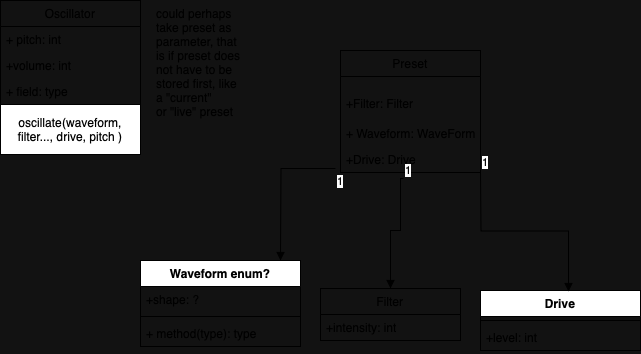 Oscillator
+ pitch: int
+volume: int
+ field: type
oscillate(waveform,
filter..., drive, pitch )
could perhaps
take preset as
parameter, that
is if preset does
not have to be
stored first, like
a "current"
or "live" preset
Preset
+Filter: Filter
+ Waveform: WaveForm
+Drive: Drive
1
1
1
Waveform enum?
+shape: ?
+ method(type): type
Filter
+intensity: int
Drive
+level: int